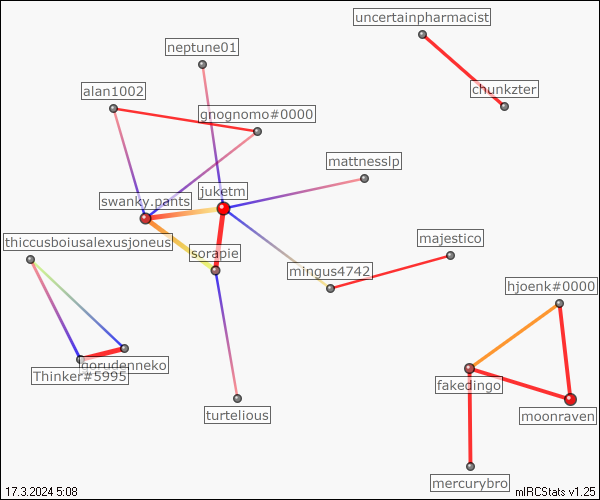 uncertainpharmacist
neptune01
chunkzter
alan1002
gnognomo#0000
mattnesslp
juketm
swanky.pants
thiccusboiusalexusjoneus
majestico
sorapie
mingus4742
hjoenk#0000
gorudenneko
Thinker#5995
fakedingo
turtelious
moonraven
mercurybro
17.3.2024 5:08
mIRCStats v1.25